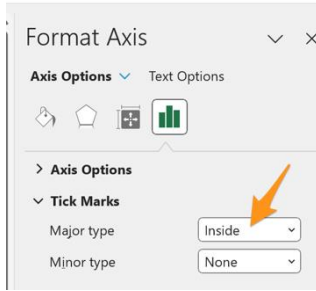 Format Axis
Axis Options Text Options
Axis Options
Tick Marks
Major type Inside
Minor type None